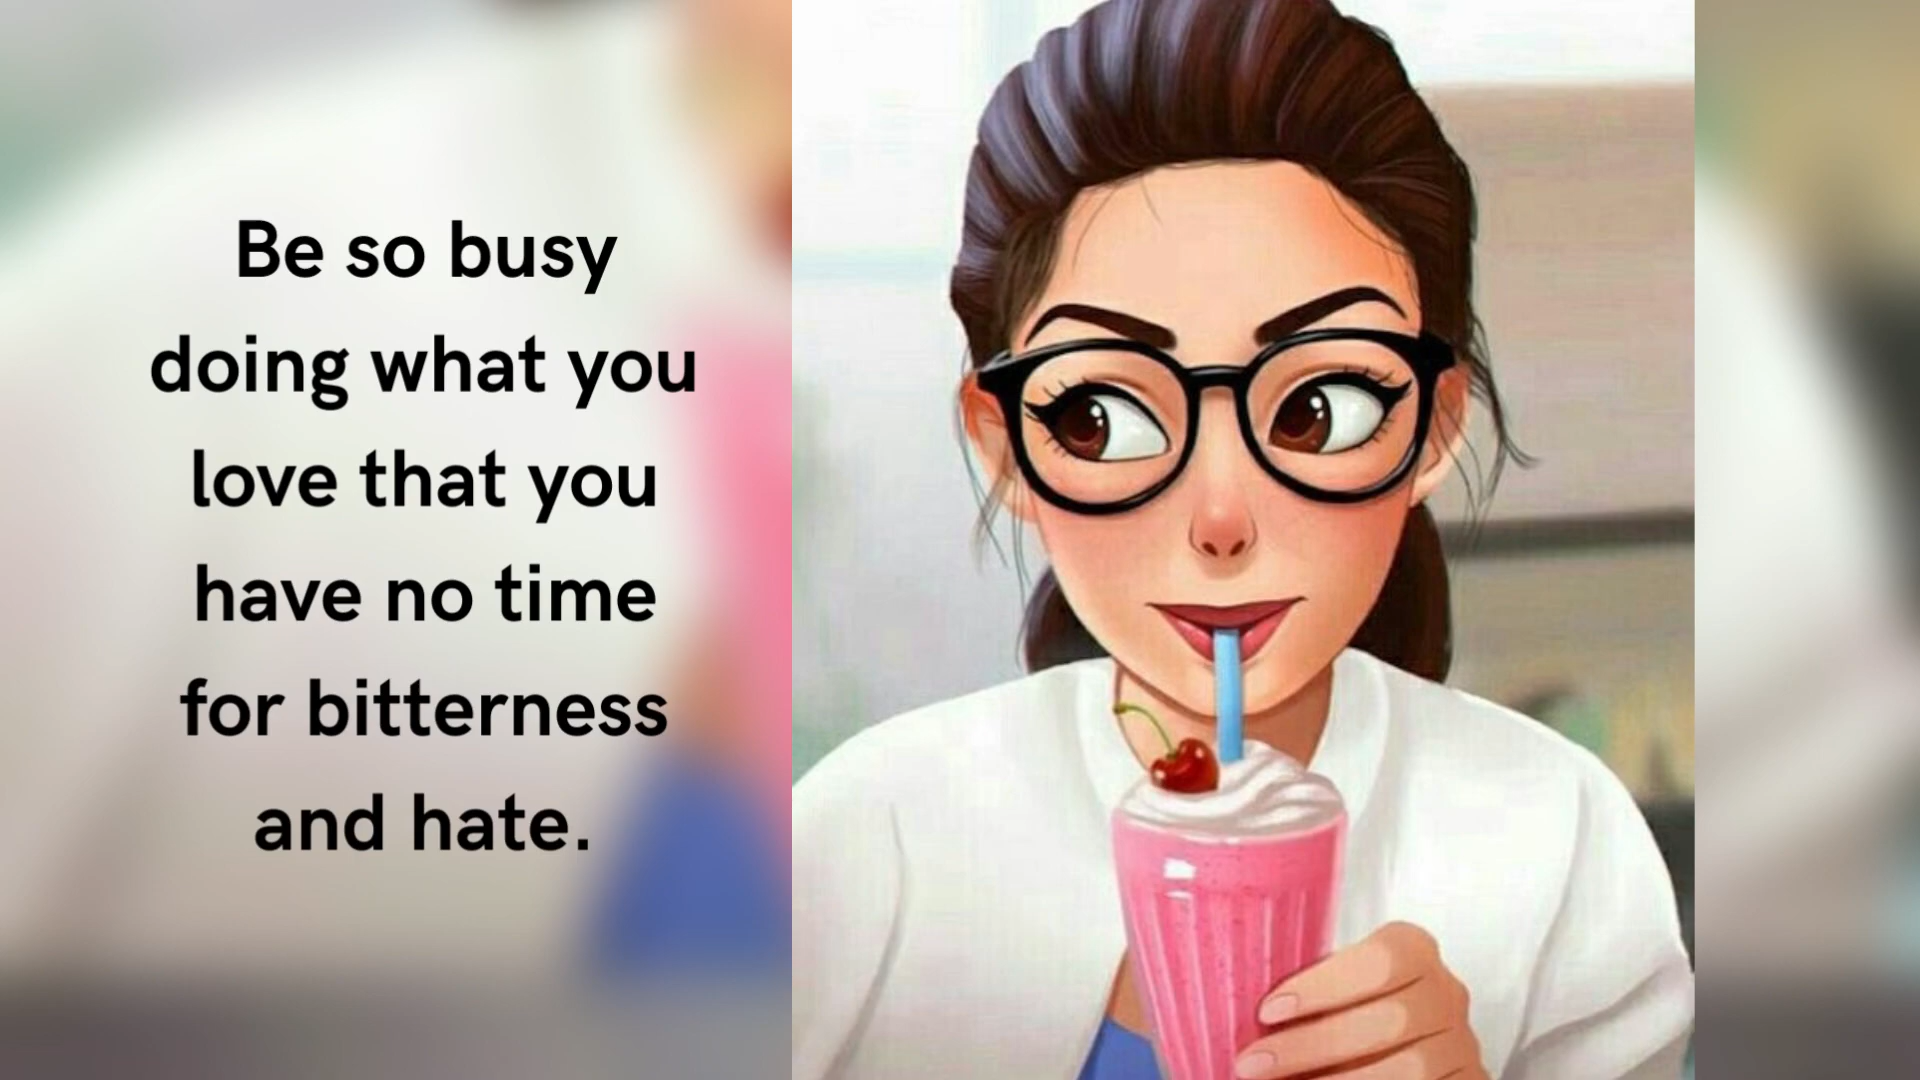 Be so busy
doing what you
love that you
have no time
for bitterness
and hate.